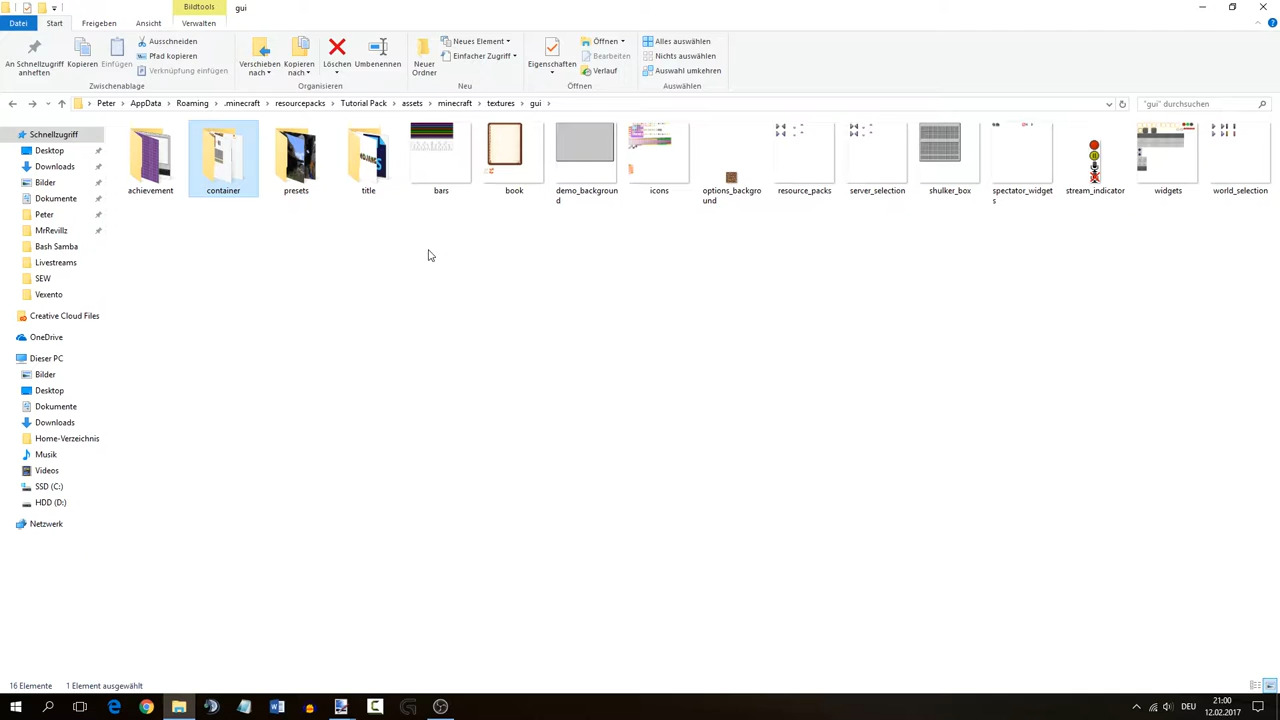 Bildtools
gui
Datei
Start
Freigeben
Ansicht
Verwalten
An Schnellzugriff
anheften
Kopieren
Einfügen
Ausschneiden
Pfad kopieren
Verknüpfung einfügen
Zwischenablage
Verschieben
nach
Kopieren
nach
Löschen
Umbenennen
Organisieren
Neuer
Ordner
Neues Element
Einfacher Zugriff
Neu
Eigenschaften
Öffnen
Bearbeiten
Verlauf
Öffnen
Alles auswählen
Nichts auswählen
Auswahl umkehren
Auswählen
Peter > AppData > Roaming > .minecraft > resourcepacks > Tutorial Pack > assets > minecraft > textures > gui >
"gui" durchsuchen
Schnellzugriff
Desktop
Downloads
Bilder
Dokumente
Peter
MrRevillz
Bash Samba
Livestreams
SEW
Vexento
Creative Cloud Files
OneDrive
Dieser PC
Bilder
Desktop
Dokumente
Downloads
Home-Verzeichnis
Musik
Videos
SSD (C:)
HDD (D:)
Netzwerk
achievement
container
presets
title
bars
book
demo_backgroun
d
icons
options_backgro
und
resource_packs
server_selection
shulker_box
spectator_widget
s
stream_indicator
widgets
world_selection
16 Elemente
1 Element ausgewählt
DEU
21:00
12.02.2017